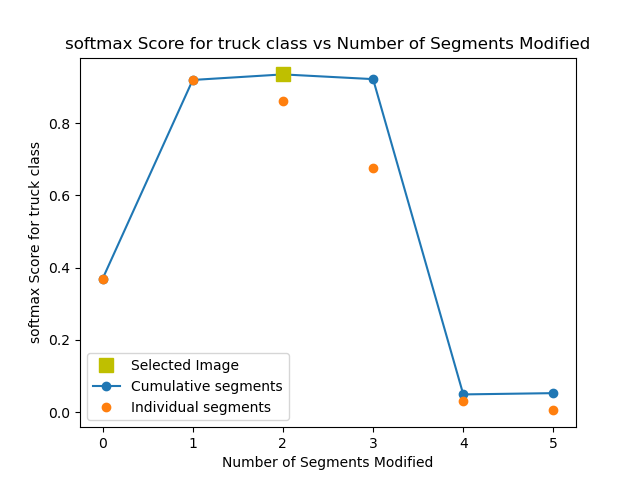 softmax Score for truck class vs Number of Segments Modified
softmax Score for truck class
0.8
0.6
0.4
0.2
0.0
Selected Image
Cumulative segments
Individual segments
0 1 2 3 4 5
Number of Segments Modified